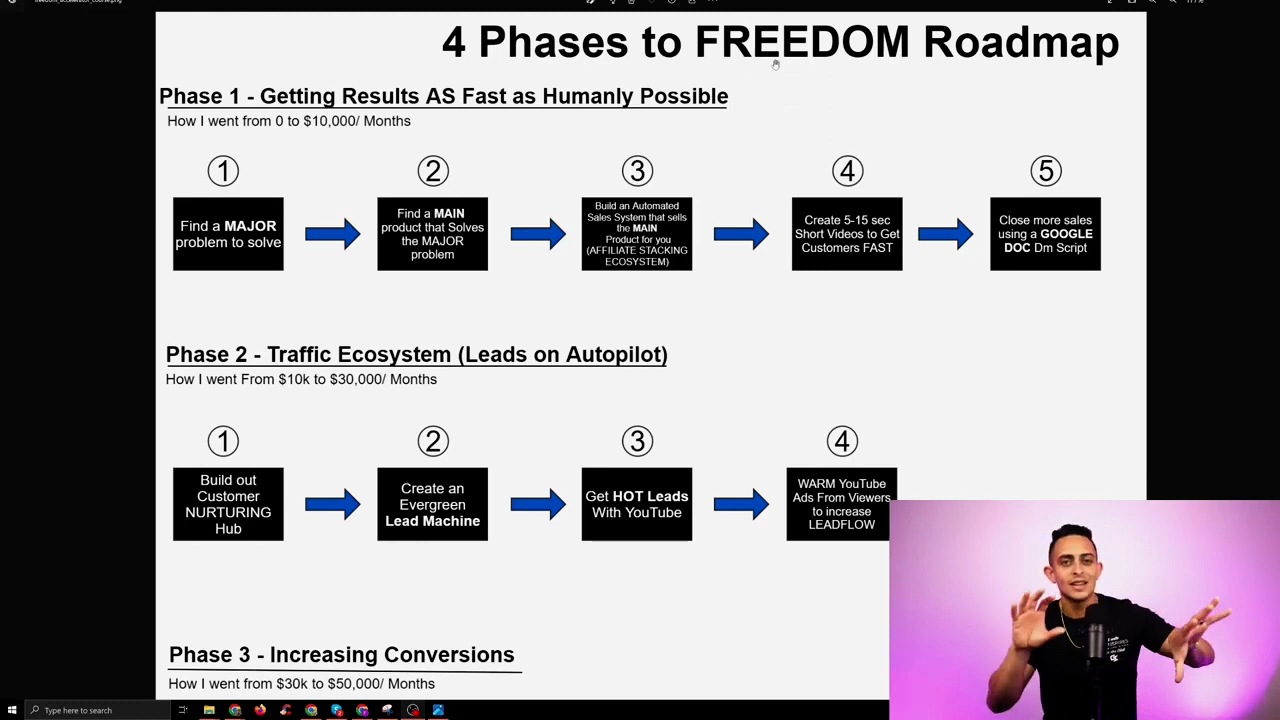 freedom_accelerator_course.png
177%
4 Phases to FREEDOM Roadmap
Phase 1 - Getting Results AS Fast as Humanly Possible
How I went from 0 to $10,000/ Months
1
2
3
4
5
Find a MAJOR
problem to solve
Find a MAIN
product that Solves
the MAJOR
problem
Build an Automated
Sales System that sells
the MAIN
Product for you
(AFFILIATE STACKING
ECOSYSTEM)
Create 5-15 sec
Short Videos to Get
Customers FAST
Close more sales
using a GOOGLE
DOC Dm Script
Phase 2 - Traffic Ecosystem (Leads on Autopilot)
How I went From $10k to $30,000/ Months
1
2
3
4
Build out
Customer
NURTURING
Hub
Create an
Evergreen
Lead Machine
Get HOT Leads
With YouTube
WARM YouTube
Ads From Viewers
to increase
LEADFLOW
Phase 3 - Increasing Conversions
How I went from $30k to $50,000/ Months
Type here to search